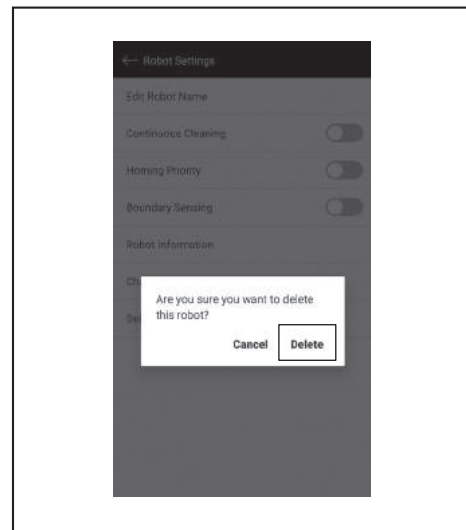 Robot Settings
Edit Robot Name
Continuous Cleaning
Homing Priority
Boundary Sensing
Robot Information
Are you sure you want to delete
this robot?
Cancel Delete